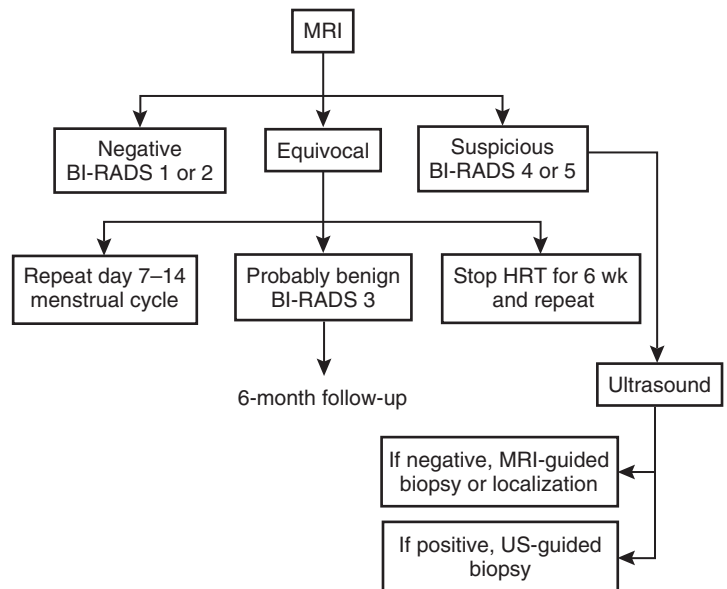 MRI
Negative
BI-RADS 1 or 2
Equivocal
Suspicious
BI-RADS 4 or 5
Repeat day 7–14
menstrual cycle
Probably benign
BI-RADS 3
Stop HRT for 6 wk
and repeat
6-month follow-up
Ultrasound
If negative, MRI-guided
biopsy or localization
If positive, US-guided
biopsy